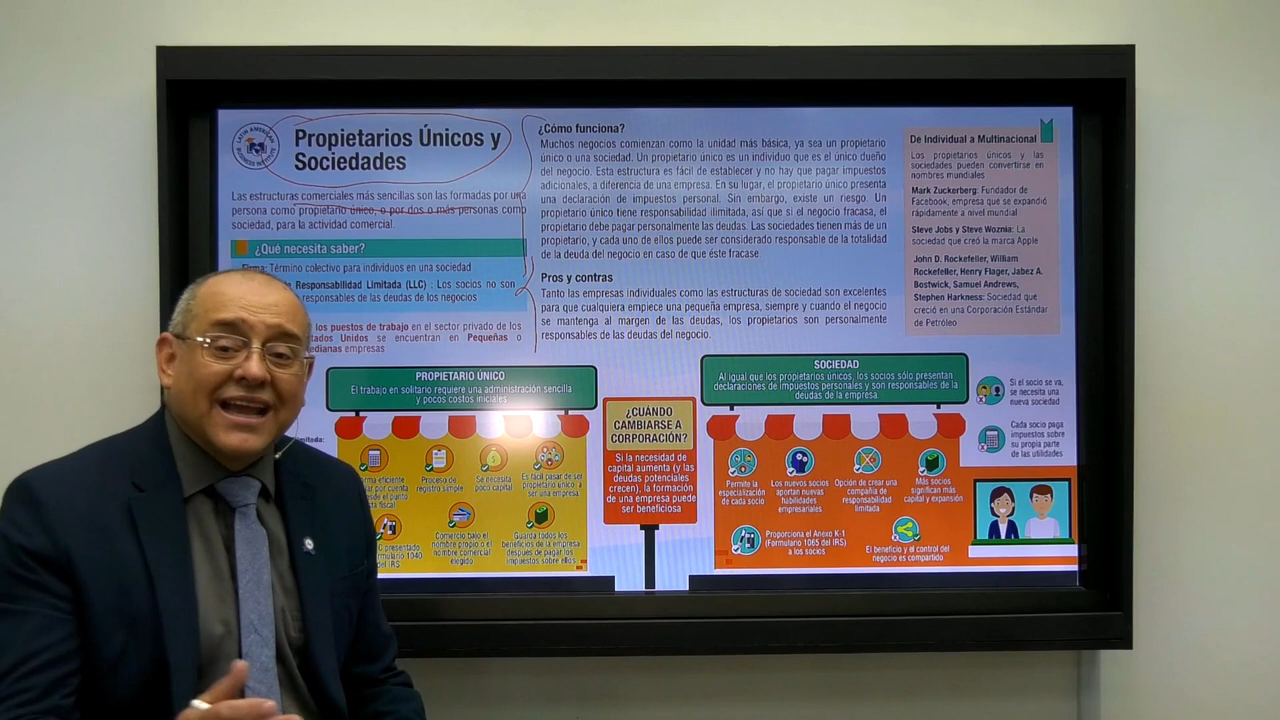 LATIN AMERICAN
BUSINESS INSTITUTE
Propietarios Únicos y
Sociedades
Las estructuras comerciales más sencillas son las formadas por una
persona como propietario único, o por dos o más personas como
sociedad, para la actividad comercial.
¿Qué necesita saber?
Firma: Término colectivo para individuos en una sociedad
de Responsabilidad Limitada (LLC) : Los socios no son
responsables de las deudas de los negocios
los puestos de trabajo en el sector privado de los
Unidos se encuentran en Pequeñas o
medianas empresas
¿Cómo funciona?
Muchos negocios comienzan como la unidad más básica, ya sea un propietario
único o una sociedad. Un propietario único es un individuo que es el único dueño
del negocio. Esta estructura es fácil de establecer y no hay que pagar impuestos
adicionales, a diferencia de una empresa. En su lugar, el propietario único presenta
una declaración de impuestos personal. Sin embargo, existe un riesgo. Un
propietario único tiene responsabilidad ilimitada, así que si el negocio fracasa, el
propietario debe pagar personalmente las deudas. Las sociedades tienen más de
un propietario, y cada uno de ellos puede ser considerado responsable de la totalidad
de la deuda del negocio en caso de que éste fracase.
Pros y contras
Tanto las empresas individuales como las estructuras de sociedad son excelentes
para que cualquiera empiece una pequeña empresa, siempre y cuando el negocio
se mantenga al margen de las deudas, los propietarios son personalmente
responsables de las deudas del negocio.
De Individual a Multinacional
Los propietarios únicos y las
sociedades pueden convertirse en
nombres mundiales
Mark Zuckerberg: Fundador de
Facebook, empresa que se expandió
rápidamente a nivel mundial
Steve Jobs y Steve Woznia: La
sociedad que creó la marca Apple
John D. Rockefeller, William
Rockefeller, Henry Flager, Jabez A.
Bostwick, Samuel Andrews,
Stephen Harkness: Sociedad que
creció en una Corporación Estándar
de Petróleo
PROPIETARIO ÚNICO
El trabajo en solitario requiere una administración sencilla
y pocos costos iniciales
Proceso de
registro simple
Se necesita
poco capital
Es fácil pasar de ser
propietario único, a
ser una empresa
presentado
Formulario 1040
del IRS
Comercio bajo el
nombre propio o el
nombre comercial
elegido
Guarda todos los
beneficios de la empresa
después de pagar los
impuestos sobre ellos
¿CUÁNDO
CAMBIARSE A
CORPORACIÓN?
Si la necesidad de
capital aumenta (y las
deudas potenciales
crecen), la formación
de una empresa puede
ser beneficiosa
SOCIEDAD
Al igual que los propietarios únicos, los socios sólo presentan
declaraciones de impuestos personales y son responsables de la
deudas de la empresa.
Permite la
especialización
de cada socio
Los nuevos socios
aportan nuevas
habilidades
empresariales
Opción de crear una
compañía de
responsabilidad
limitada
Más socios
significan más
capital y expansión
Proporciona el Anexo K-1
(Formulario 1065 del IRS)
a los socios
El beneficio y el control del
negocio es compartido
Si el socio se va,
se necesita una
nueva sociedad
Cada socio paga
impuestos sobre
su propia parte
de las utilidades